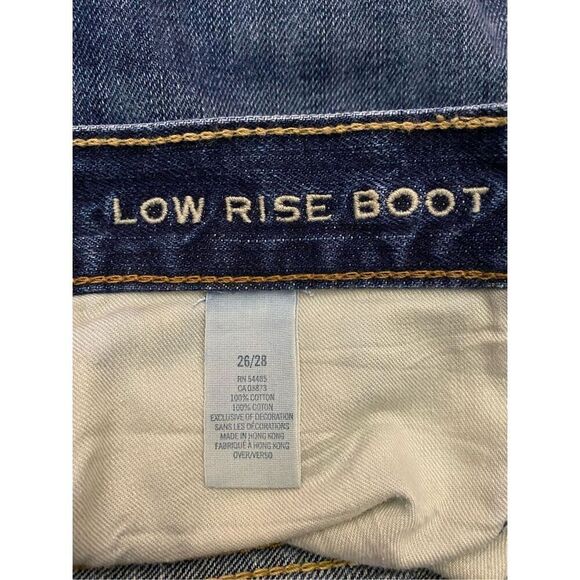 LOW RISE BOOT
26/28
RN 54485
CA 03873
100% COTTON
100% COTON
EXCLUSIVE OF DECORATION
SANS LES DÉCORATIONS
MADE IN HONG KONG
FABRIQUÉ À HONG KONG
OVER/VERSO